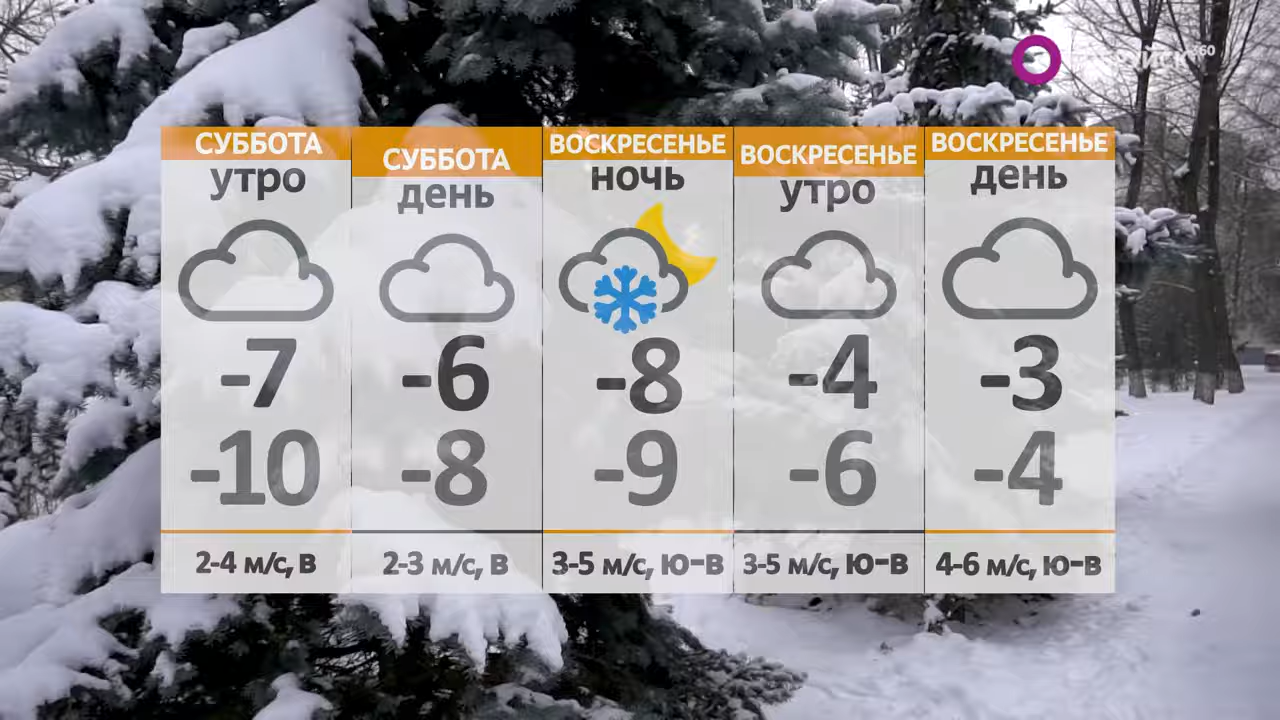 СУББОТА
утро
-7
-10
2-4 м/с, в
СУББОТА
день
-6
-8
2-3 м/с, в
ВОСКРЕСЕНЬЕ
ночь
-8
-9
3-5 м/с, ю-в
ВОСКРЕСЕНЬЕ
утро
-4
-6
3-5 м/с, ю-в
ВОСКРЕСЕНЬЕ
день
-3
-4
4-6 м/с, ю-в
360